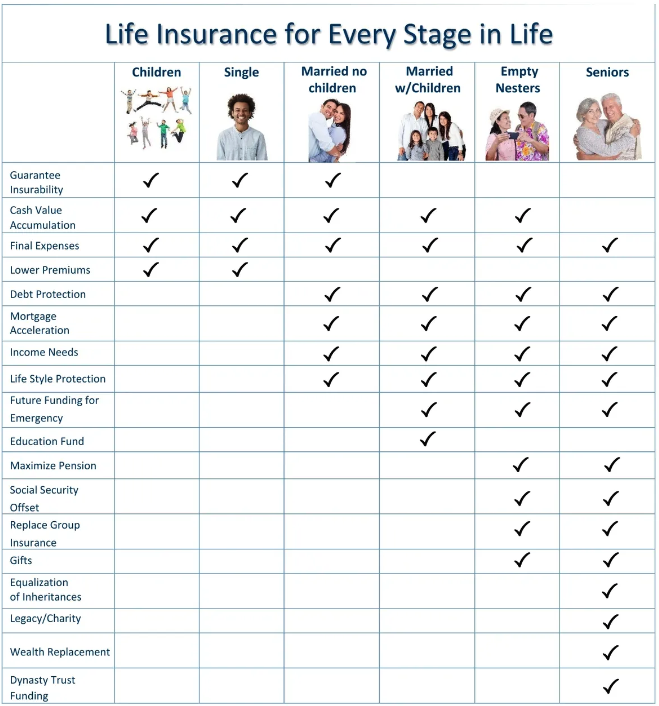 Life Insurance for Every Stage in Life
Children
Single
Married no
children
Married
w/Children
Empty
Nesters
Seniors
Guarantee
Insurability
Cash Value
Accumulation
Final Expenses
Lower Premiums
Debt Protection
Mortgage
Acceleration
Income Needs
Life Style Protection
Future Funding for
Emergency
Education Fund
Maximize Pension
Social Security
Offset
Replace Group
Insurance
Gifts
Equalization
of Inheritances
Legacy/Charity
Wealth Replacement
Dynasty Trust
Funding